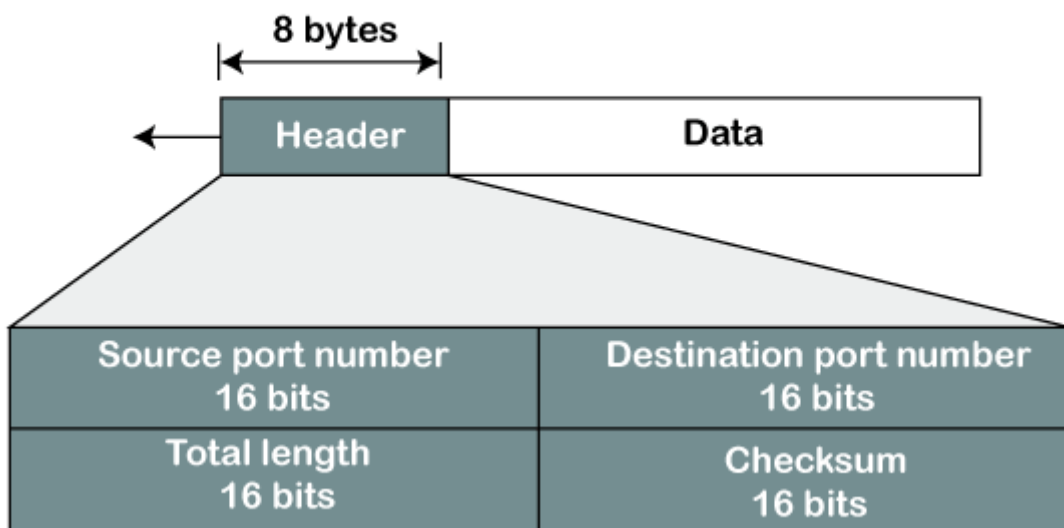 8 bytes
Header
Data
Source port number
16 bits
Destination port number
16 bits
Total length
16 bits
Checksum
16 bits